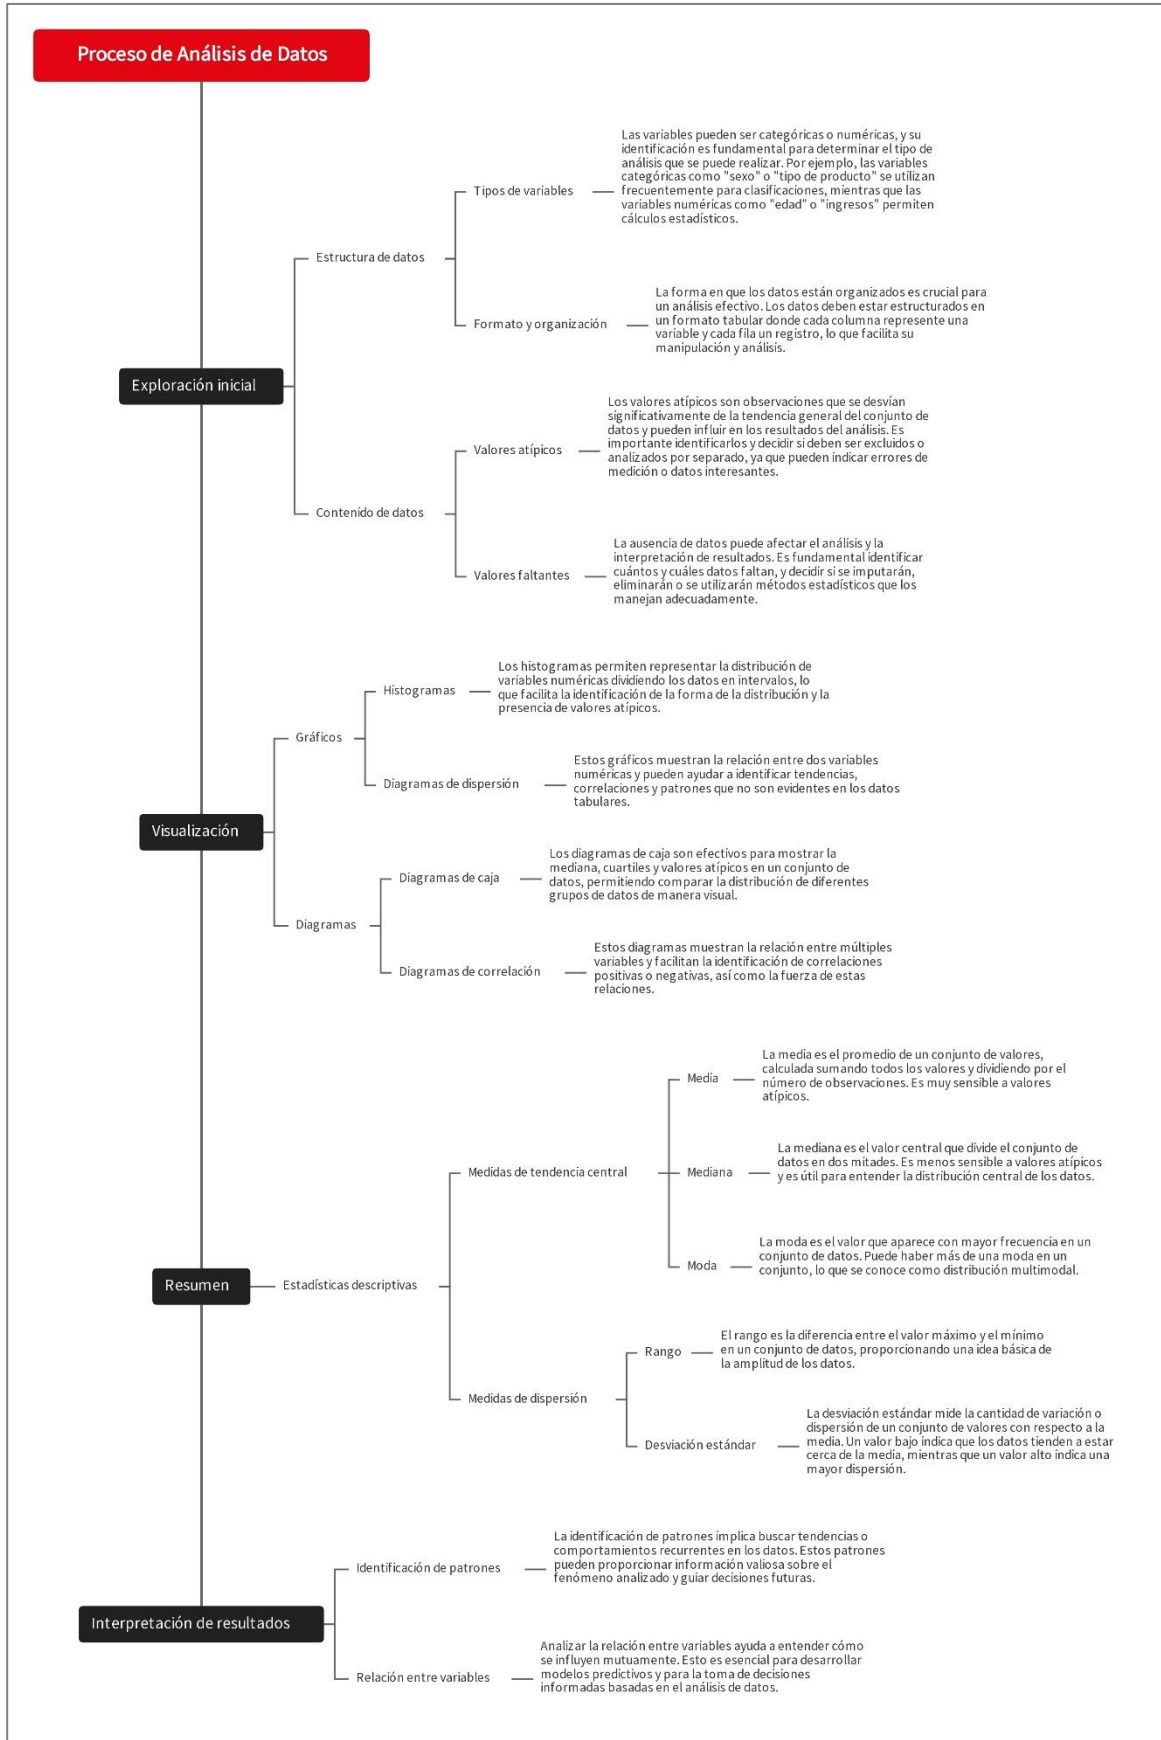 Proceso de Análisis de Datos
Las variables pueden ser categóricas o numéricas, y su
identificación es fundamental para determinar el tipo de
análisis que se puede realizar. Por ejemplo, las variables
categóricas como "sexo" o "tipo de producto" se utilizan
frecuentemente para clasificaciones, mientras que las
variables numéricas como "edad" o "ingresos" permiten
cálculos estadísticos.
Tipos de variables
Estructura de datos
La forma en que los datos están organizados es crucial para
un análisis efectivo. Los datos deben estar estructurados en
un formato tabular donde cada columna represente una
variable y cada fila un registro, lo que facilita su
manipulación y análisis.
Formato y organización
Exploración inicial
Los valores atípicos son observaciones que se desvían
significativamente de la tendencia general del conjunto de
datos y pueden influir en los resultados del análisis. Es
importante identificarlos y decidir si deben ser excluidos o
analizados por separado, ya que pueden indicar errores de
medición o datos interesantes.
Valores atípicos
Contenido de datos
La ausencia de datos puede afectar el análisis y la
interpretación de resultados. Es fundamental identificar
cuántos y cuáles datos faltan, y decidir si se imputarán,
eliminarán o se utilizarán métodos estadísticos que los
manejan adecuadamente.
Valores faltantes
Los histogramas permiten representar la distribución de
variables numéricas dividiendo los datos en intervalos, lo
que facilita la identificación de la forma de la distribución y la
presencia de valores atípicos.
Histogramas
Gráficos
Estos gráficos muestran la relación entre dos variables
numéricas y pueden ayudar a identificar tendencias,
correlaciones y patrones que no son evidentes en los datos
tabulares.
Diagramas de dispersión
Visualización
Los diagramas de caja son efectivos para mostrar la
mediana, cuartiles y valores atípicos en un conjunto de
datos, permitiendo comparar la distribución de diferentes
grupos de datos de manera visual.
Diagramas de caja
Diagramas
Estos diagramas muestran la relación entre múltiples
variables y facilitan la identificación de correlaciones
positivas o negativas, así como la fuerza de estas
relaciones.
Diagramas de correlación
La media es el promedio de un conjunto de valores,
calculada sumando todos los valores y dividiendo por el
número de observaciones. Es muy sensible a valores
atípicos.
Media
La mediana es el valor central que divide el conjunto de
datos en dos mitades. Es menos sensible a valores atípicos
y es útil para entender la distribución central de los datos.
Medidas de tendencia central
Mediana
La moda es el valor que aparece con mayor frecuencia en un
conjunto de datos. Puede haber más de una moda en un
conjunto, lo que se conoce como distribución multimodal.
Moda
Resumen
Estadísticas descriptivas
El rango es la diferencia entre el valor máximo y el mínimo
en un conjunto de datos, proporcionando una idea básica de
la amplitud de los datos.
Rango
Medidas de dispersión
La desviación estándar mide la cantidad de variación o
dispersión de un conjunto de valores con respecto a la
media. Un valor bajo indica que los datos tienden a estar
cerca de la media, mientras que un valor alto indica una
mayor dispersión.
Desviación estándar
La identificación de patrones implica buscar tendencias o
comportamientos recurrentes en los datos. Estos patrones
pueden proporcionar información valiosa sobre el
fenómeno analizado y guiar decisiones futuras.
Identificación de patrones
Interpretación de resultados
Analizar la relación entre variables ayuda a entender cómo
se influyen mutuamente. Esto es esencial para desarrollar
modelos predictivos y para la toma de decisiones
informadas basadas en el análisis de datos.
Relación entre variables